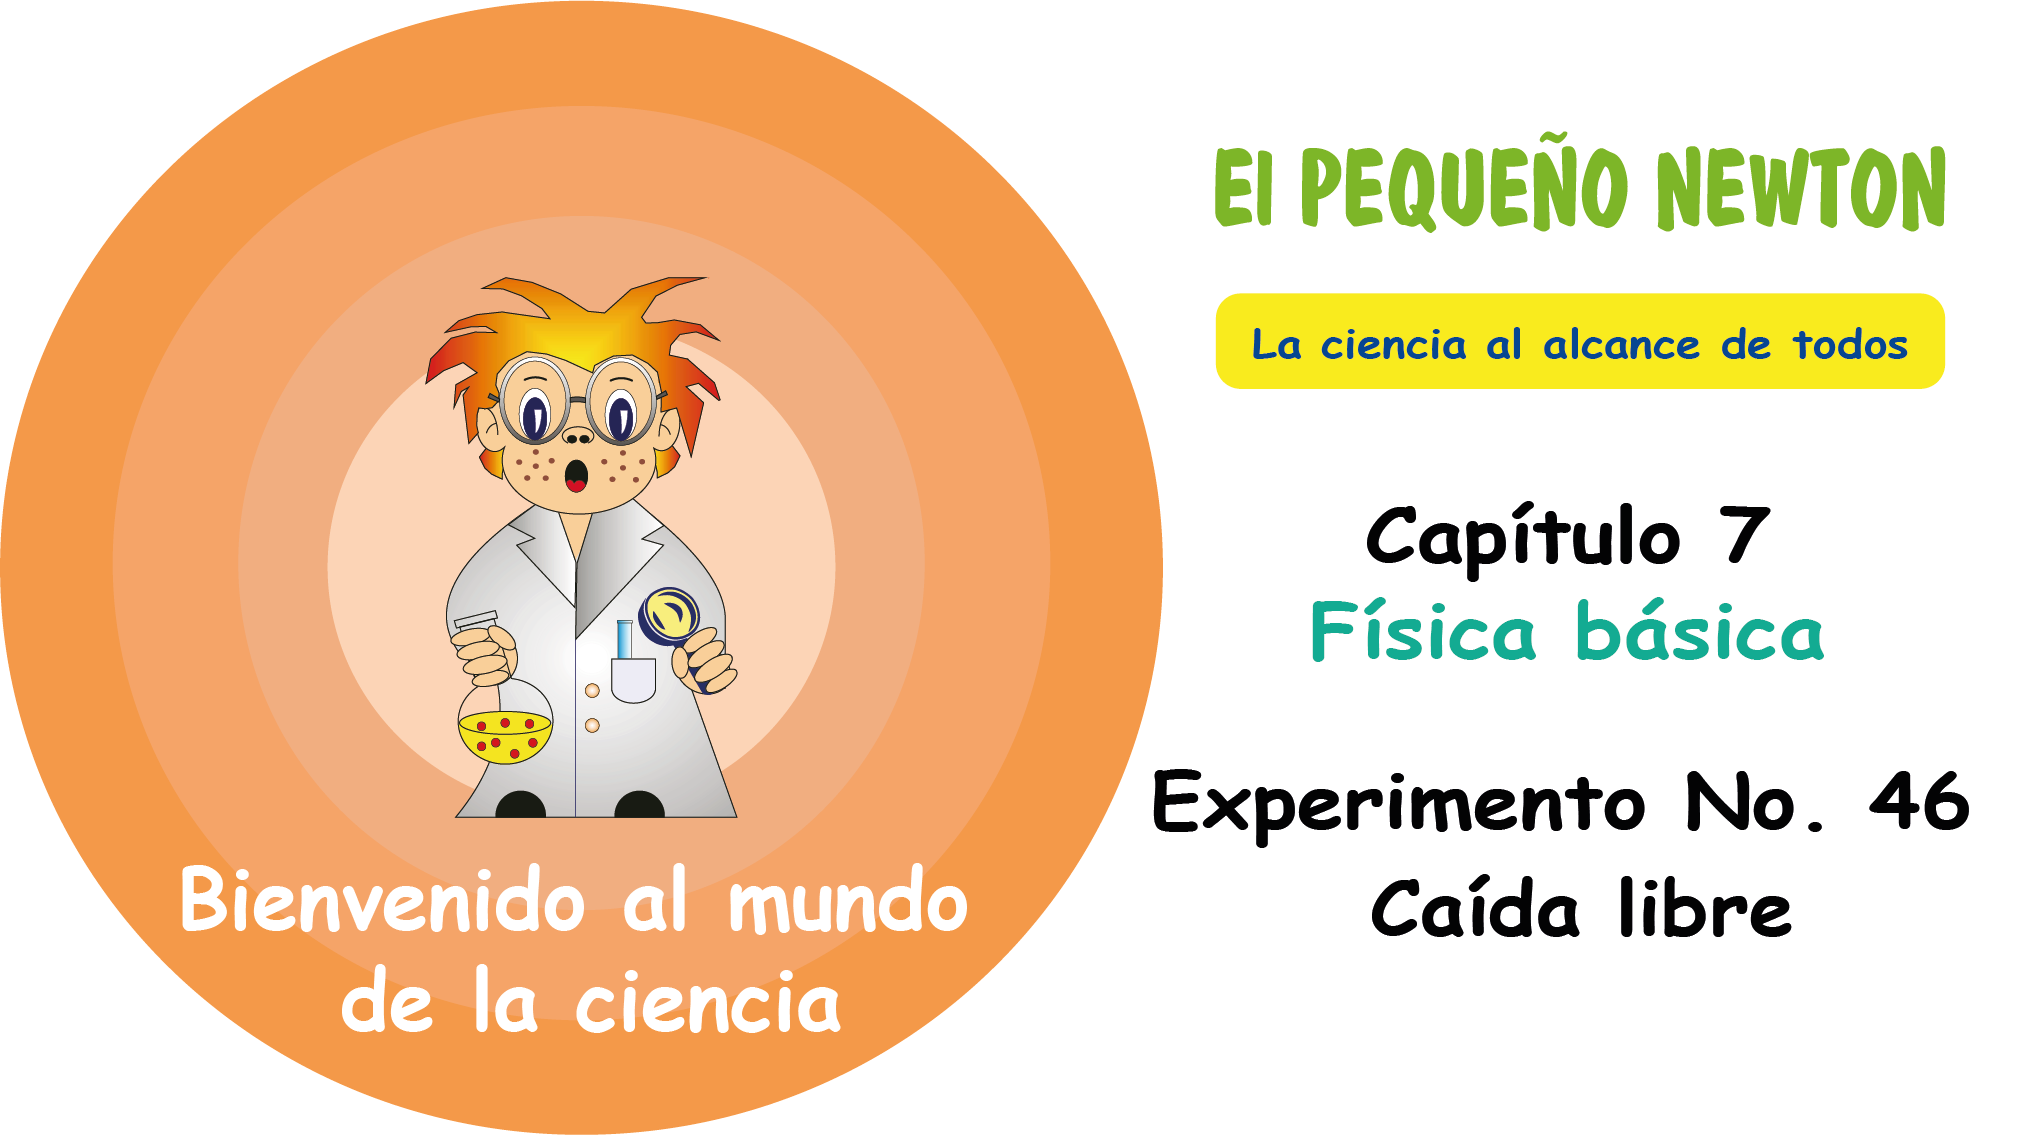 El PEQUEÑO NEWTON
La ciencia al alcance de todos
Capítulo 7
Física básica
Experimento No. 46
Caída libre
Bienvenido al mundo
de la ciencia